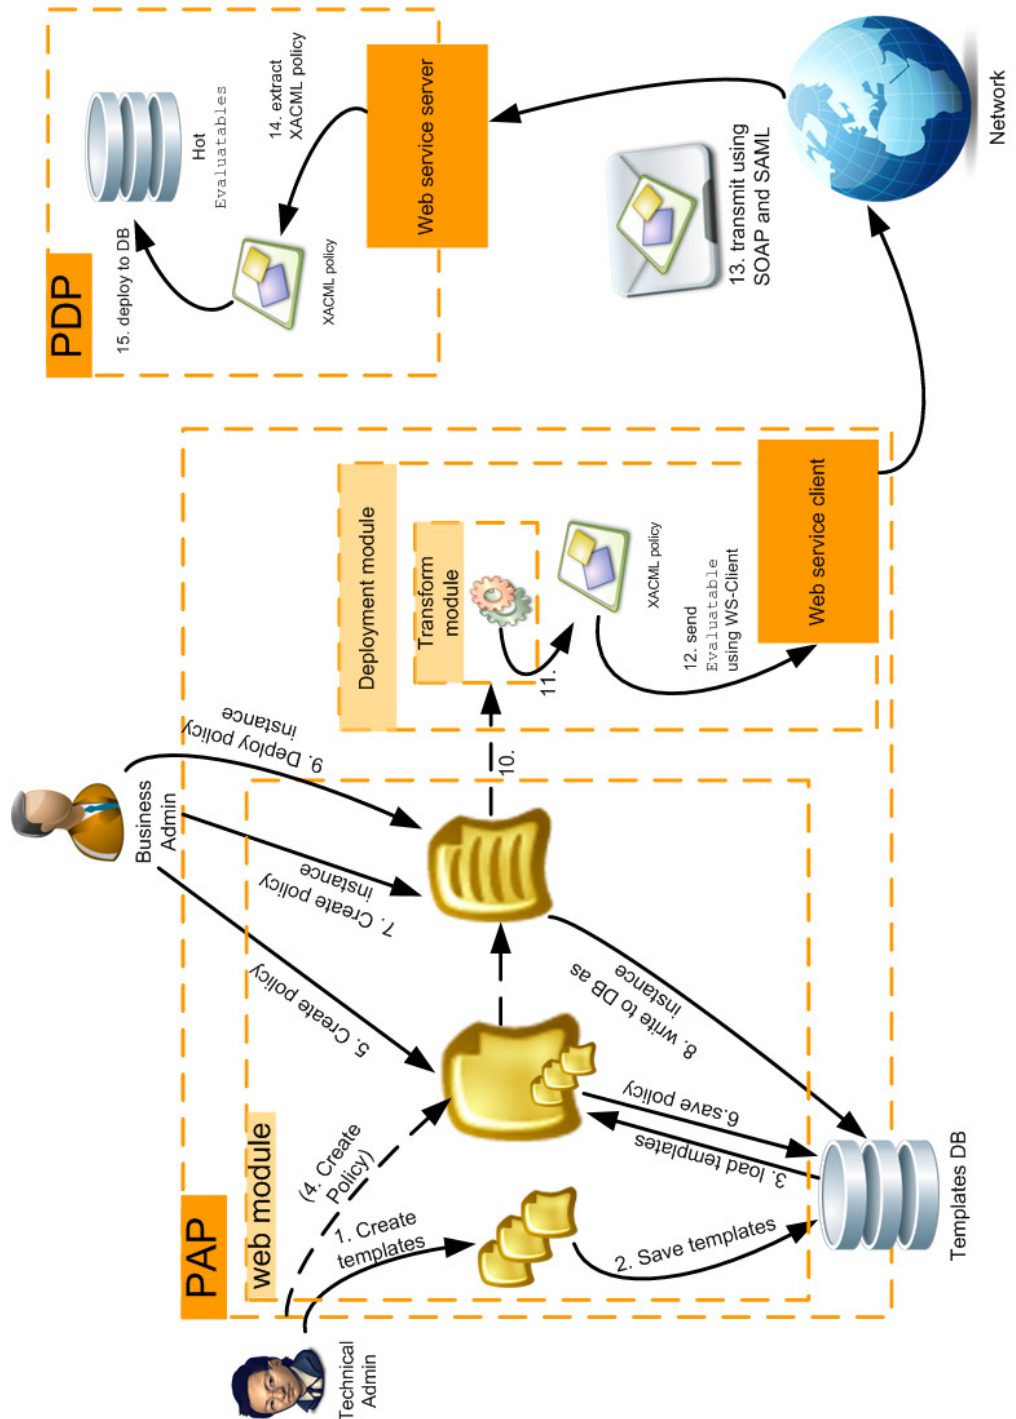 PAP
web module
Technical
Admin
1. Create
templates
2. Save templates
3. load templates
(4. Create
Policy)
5. Create policy
6.save policy
Templates DB
Business
Admin
7. Create policy
instance
8. write to DB as
instance
9. Deploy policy
instance
10.
Deployment module
Transform
module
11.
XACML policy
12. send
Evaluatable
using WS-Client
Web service client
Network
13. transmit using
SOAP and SAML
PDP
Web service server
14. extract
XACML policy
XACML policy
15. deploy to DB
Hot
Evaluatables